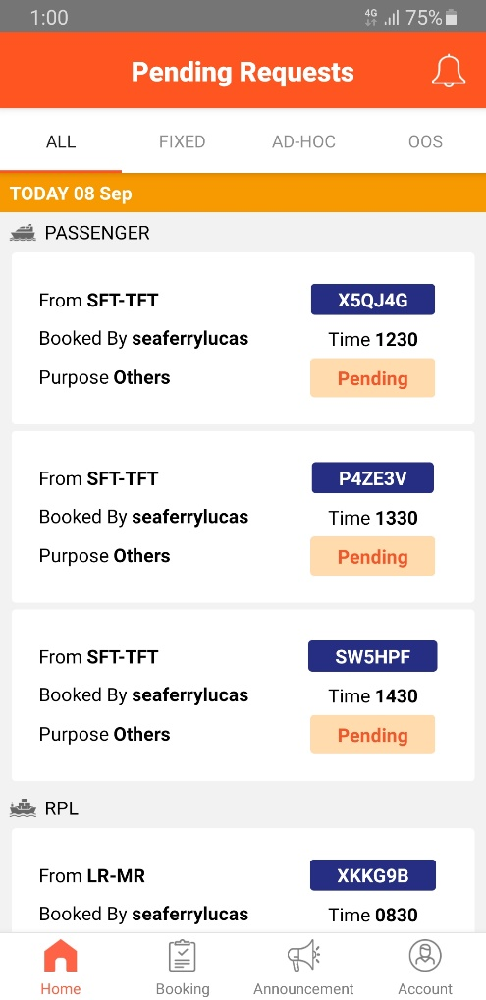 1:00 4G 75%
Pending Requests
ALL FIXED AD-HOC OOS
TODAY 08 Sep
PASSENGER
From SFT-TFT X5QJ4G
Booked By seaferrylucas Time 1230
Purpose Others Pending
From SFT-TFT P4ZE3V
Booked By seaferrylucas Time 1330
Purpose Others Pending
From SFT-TFT SW5HPF
Booked By seaferrylucas Time 1430
Purpose Others Pending
RPL
From LR-MR XKKG9B
Booked By seaferrylucas Time 0830
Home Booking Announcement Account